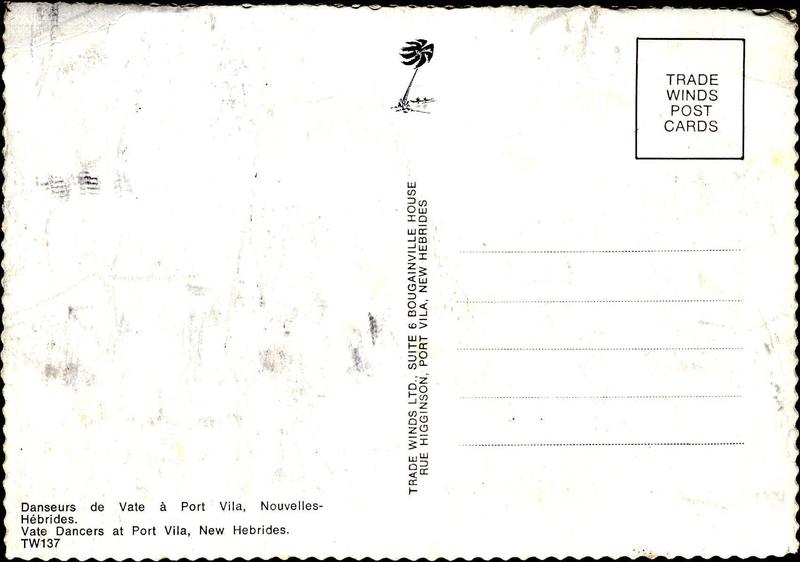 TRADE
WINDS
POST
CARDS
TRADE WINDS LTD., SUITE 6 BOUGAINVILLE HOUSE
RUE HIGGINSON, PORT VILA, NEW HEBRIDES
Danseurs de Vate à Port Vila, Nouvelles-
Hébrides.
Vate Dancers at Port Vila, New Hebrides.
TW137